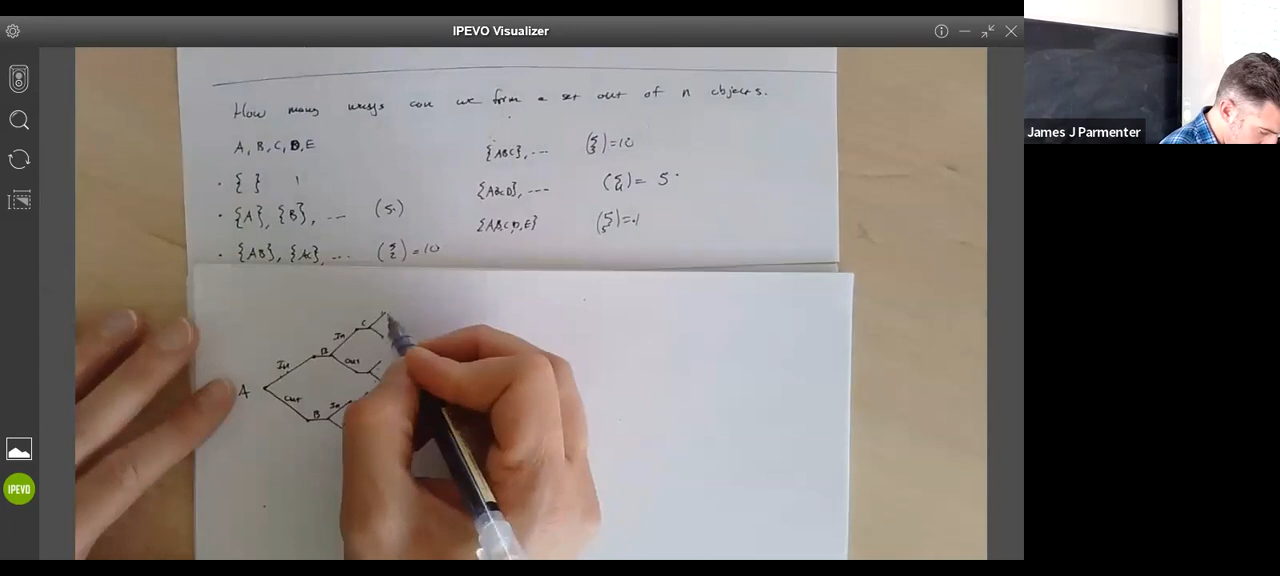 IPEVO Visualizer
How many ways can we form a set out of n objects.
A, B, C, D, E
· { } 1
· {A}, {B}, --- (5)
· {AB}, {AC}, --- (5 2) = 10
{ABC}, --- (5 3) = 10
{ABCD}, --- (5 4) = 5
{ABC,D,E} (5 5) = 1
A
In
Out
B
In
Out
C
B
In
IPEVO
James J Parmenter